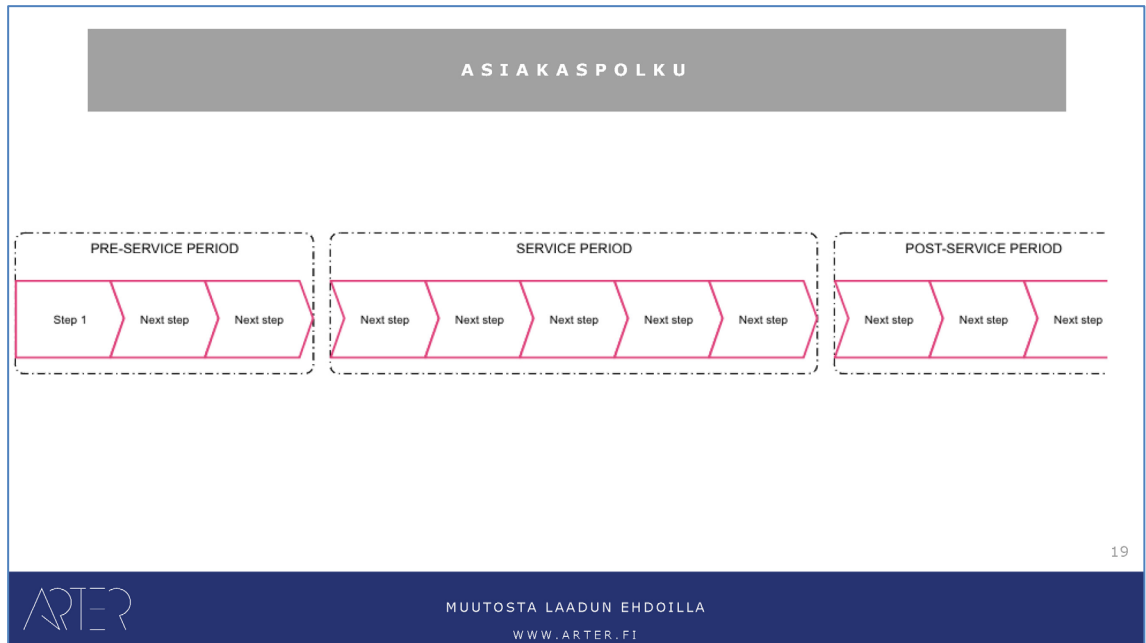 ASIAKASPOLKU
PRE-SERVICE PERIOD
Step 1
Next step
Next step
SERVICE PERIOD
Next step
Next step
Next step
Next step
Next step
POST-SERVICE PERIOD
Next step
Next step
Next step
19
ARTER
MUUTOSTA LAADUN EHDOILLA
WWW.ARTER.FI